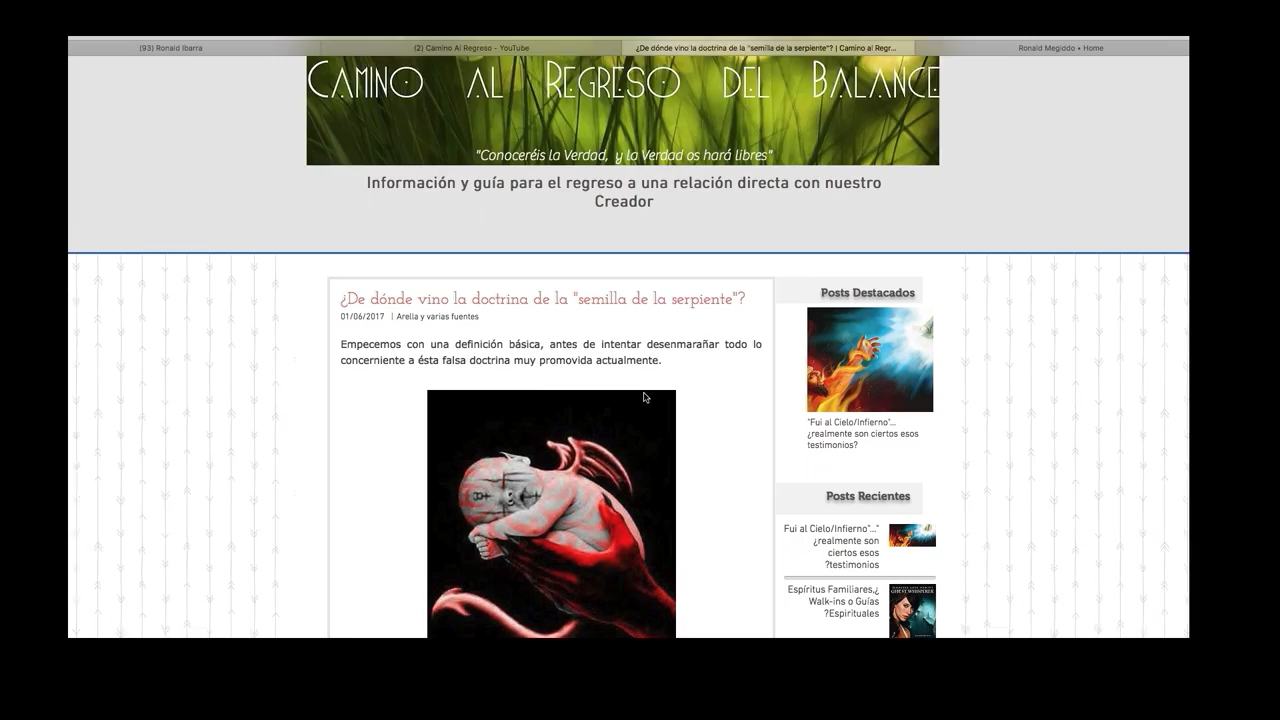 (93) Ronald Ibarra
(2) Camino Al Regreso - YouTube
¿De dónde vino la doctrina de la "semilla de la serpiente"? | Camino al Regr...
Ronald Megiddo • Home
CAMINO AL REGRESO DEL BALANCE
"Conoceréis la Verdad, y la Verdad os hará libres"
Información y guía para el regreso a una relación directa con nuestro
Creador
¿De dónde vino la doctrina de la "semilla de la serpiente"?
01/06/2017 | Arella y varias fuentes
Empecemos con una definición básica, antes de intentar desenmarañar todo lo
concerniente a ésta falsa doctrina muy promovida actualmente.
Posts Destacados
"Fui al Cielo/Infierno"...
¿realmente son ciertos esos
testimonios?
Posts Recientes
Fui al Cielo/Infierno"..."
¿realmente son
ciertos esos
?testimonios
Espíritus Familiares,¿
Walk-ins o Guías
?Espirituales
GHOST WHISPERER